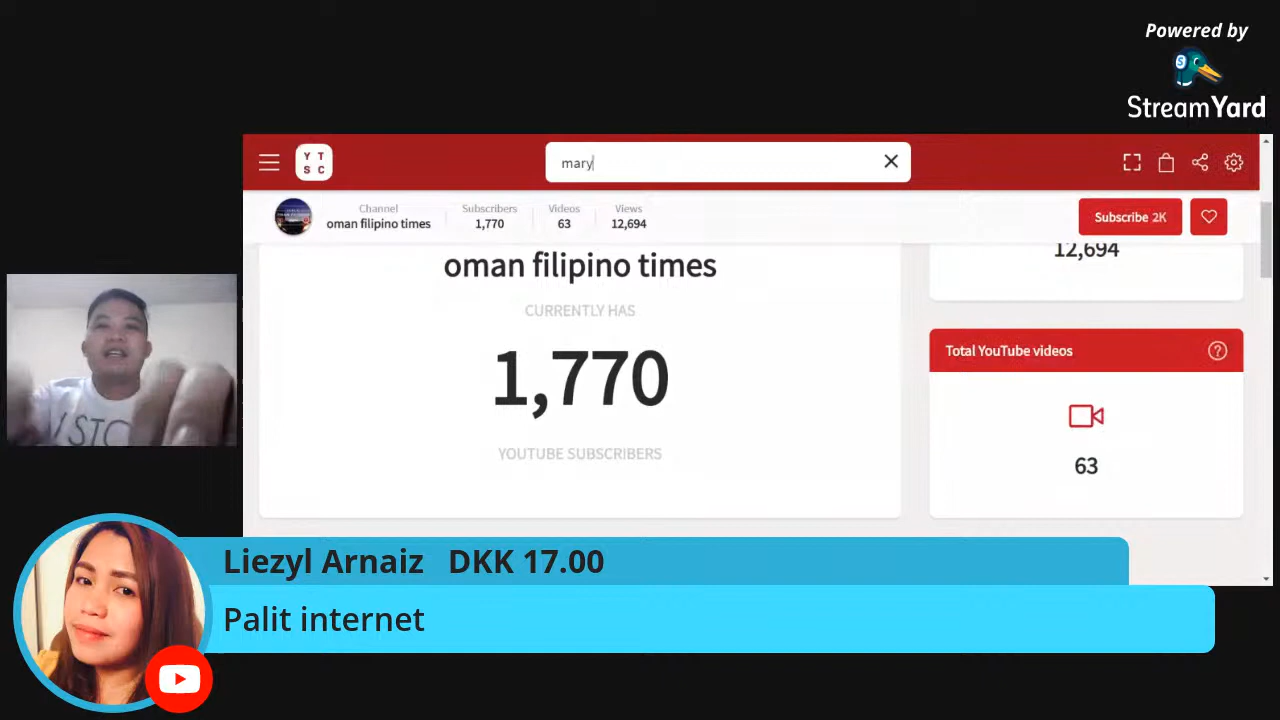 Powered by
StreamYard
Y T
S C
mary
Channel
oman filipino times
Subscribers
1,770
Videos
63
Views
12,694
Subscribe 2K
oman filipino times
CURRENTLY HAS
1,770
YOUTUBE SUBSCRIBERS
12,694
Total YouTube videos
63
Liezyl Arnaiz DKK 17.00
Palit internet